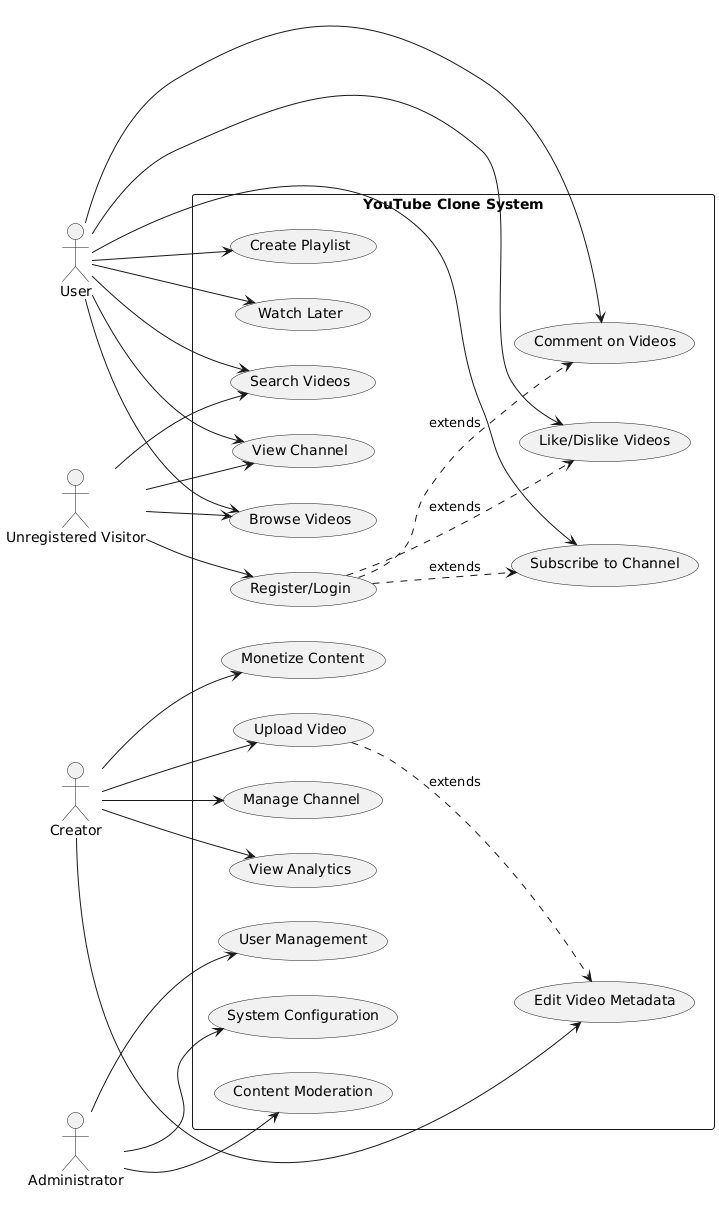 YouTube Clone System
Create Playlist
User
Watch Later
Comment on Videos
Search Videos
extends
Like/Dislike Videos
View Channel
extends
Browse Videos
Unregistered Visitor
extends
Subscribe to Channel
Register/Login
Monetize Content
Upload Video
extends
Manage Channel
Creator
View Analytics
User Management
Edit Video Metadata
System Configuration
Content Moderation
Administrator